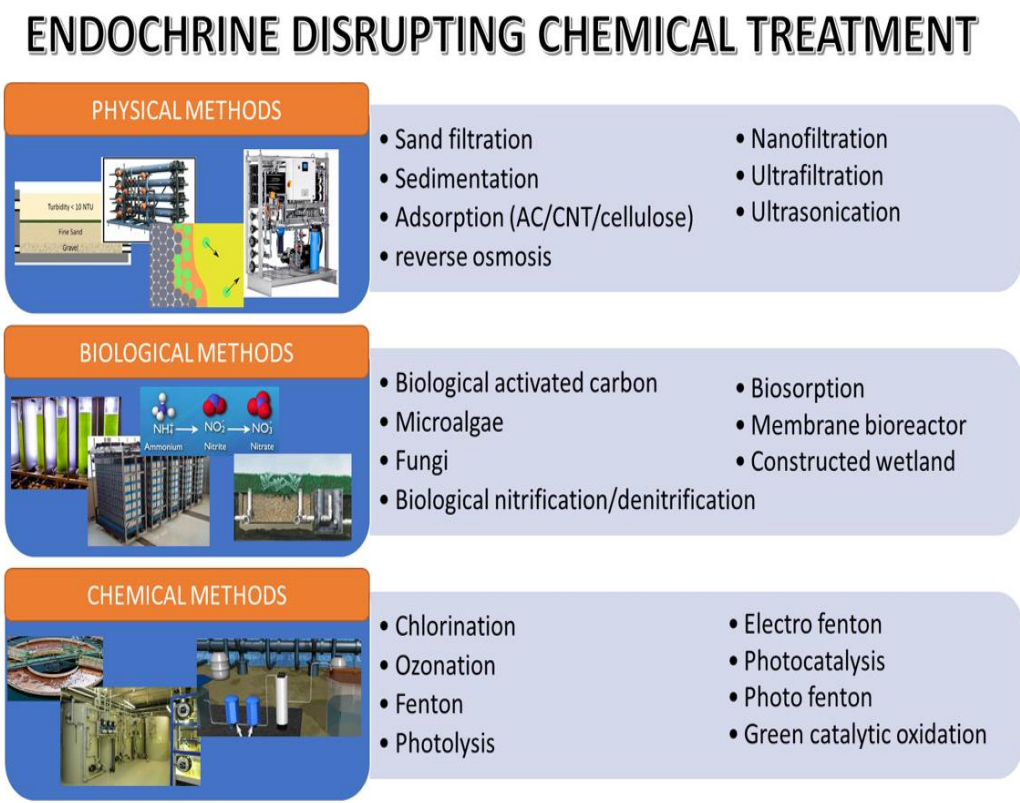 ENDOCRINE DISRUPTING CHEMICAL TREATMENT
PHYSICAL METHODS
Turbidity < 10 NTU
Fine Sand
Gravel
• Sand filtration
• Sedimentation
• Adsorption (AC/CNT/cellulose)
• reverse osmosis
• Nanofiltration
• Ultrafiltration
• Ultrasonication
BIOLOGICAL METHODS
NH₄⁺ → NO₂⁻ → NO₃⁻
Ammonium Nitrite Nitrate
• Biological activated carbon
• Microalgae
• Fungi
• Biological nitrification/denitrification
• Biosorption
• Membrane bioreactor
• Constructed wetland
CHEMICAL METHODS
• Chlorination
• Ozonation
• Fenton
• Photolysis
• Electro fenton
• Photocatalysis
• Photo fenton
• Green catalytic oxidation